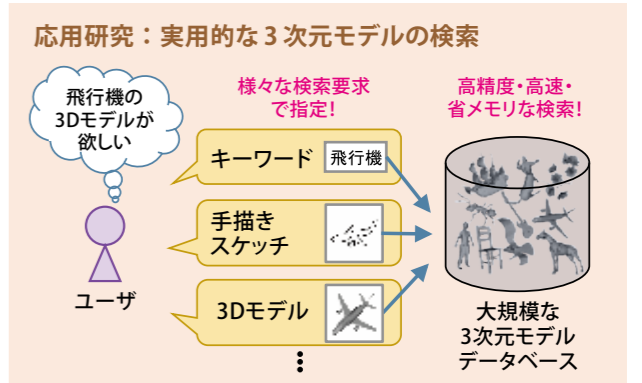 応用研究：実用的な3次元モデルの検索
飛行機の
3Dモデルが
欲しい
ユーザ
様々な検索要求
で指定!
キーワード 飛行機
手描き
スケッチ
3Dモデル
高精度・高速・
省メモリな検索!
大規模な
3次元モデル
データベース